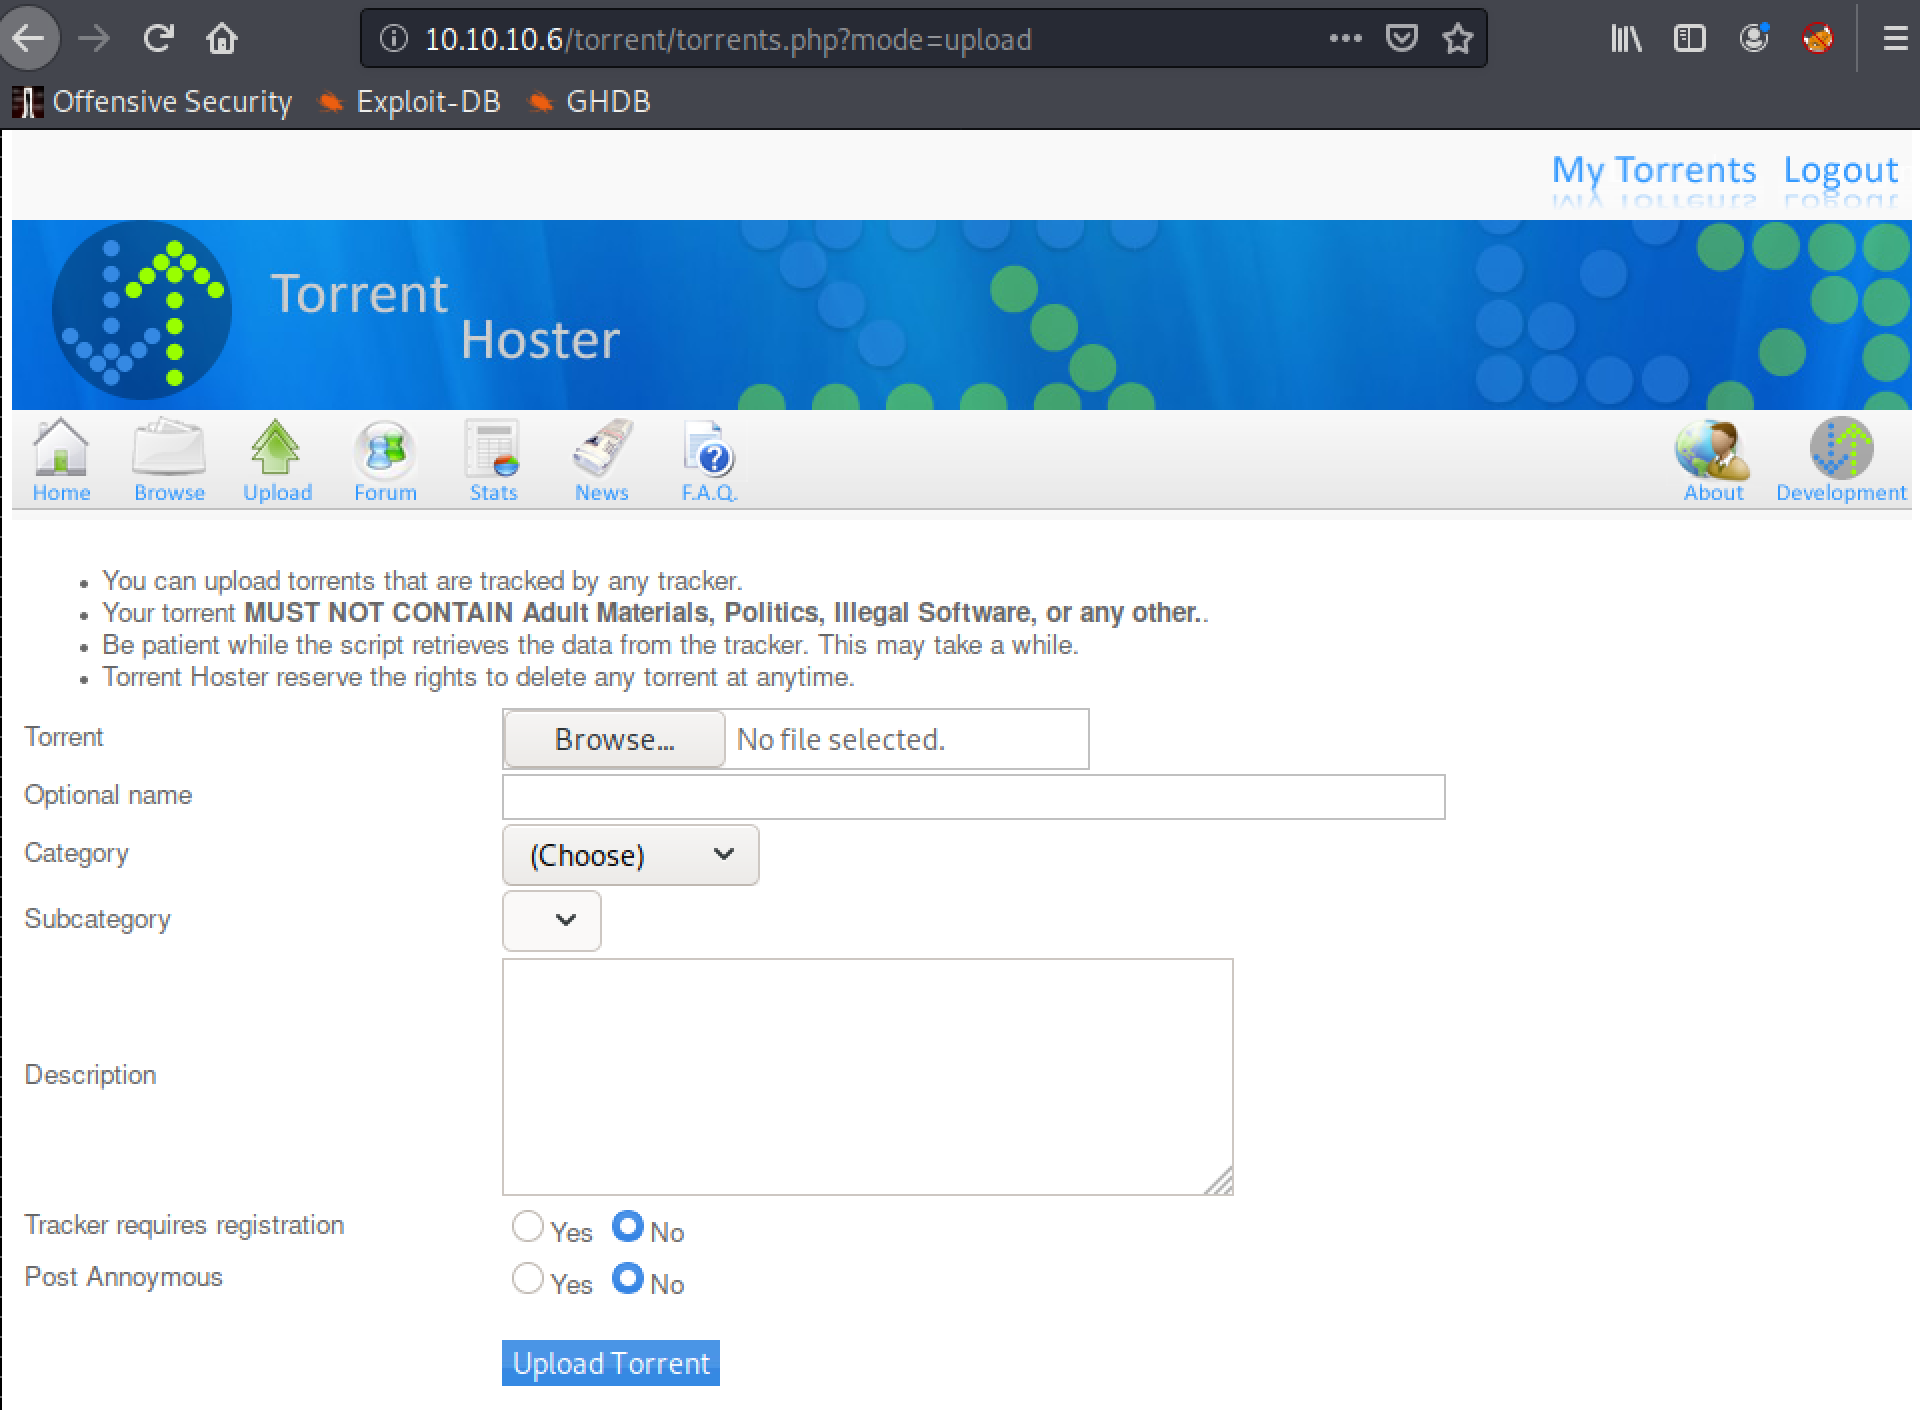 10.10.10.6/torrent/torrents.php?mode=upload
Offensive Security Exploit-DB GHDB
My Torrents Logout
Torrent
Hoster
Home Browse Upload Forum Stats News F.A.Q. About Development
• You can upload torrents that are tracked by any tracker.
• Your torrent MUST NOT CONTAIN Adult Materials, Politics, Illegal Software, or any other..
• Be patient while the script retrieves the data from the tracker. This may take a while.
• Torrent Hoster reserve the rights to delete any torrent at anytime.
Torrent Browse... No file selected.
Optional name
Category (Choose)
Subcategory
Description
Tracker requires registration Yes No
Post Annoymous Yes No
Upload Torrent